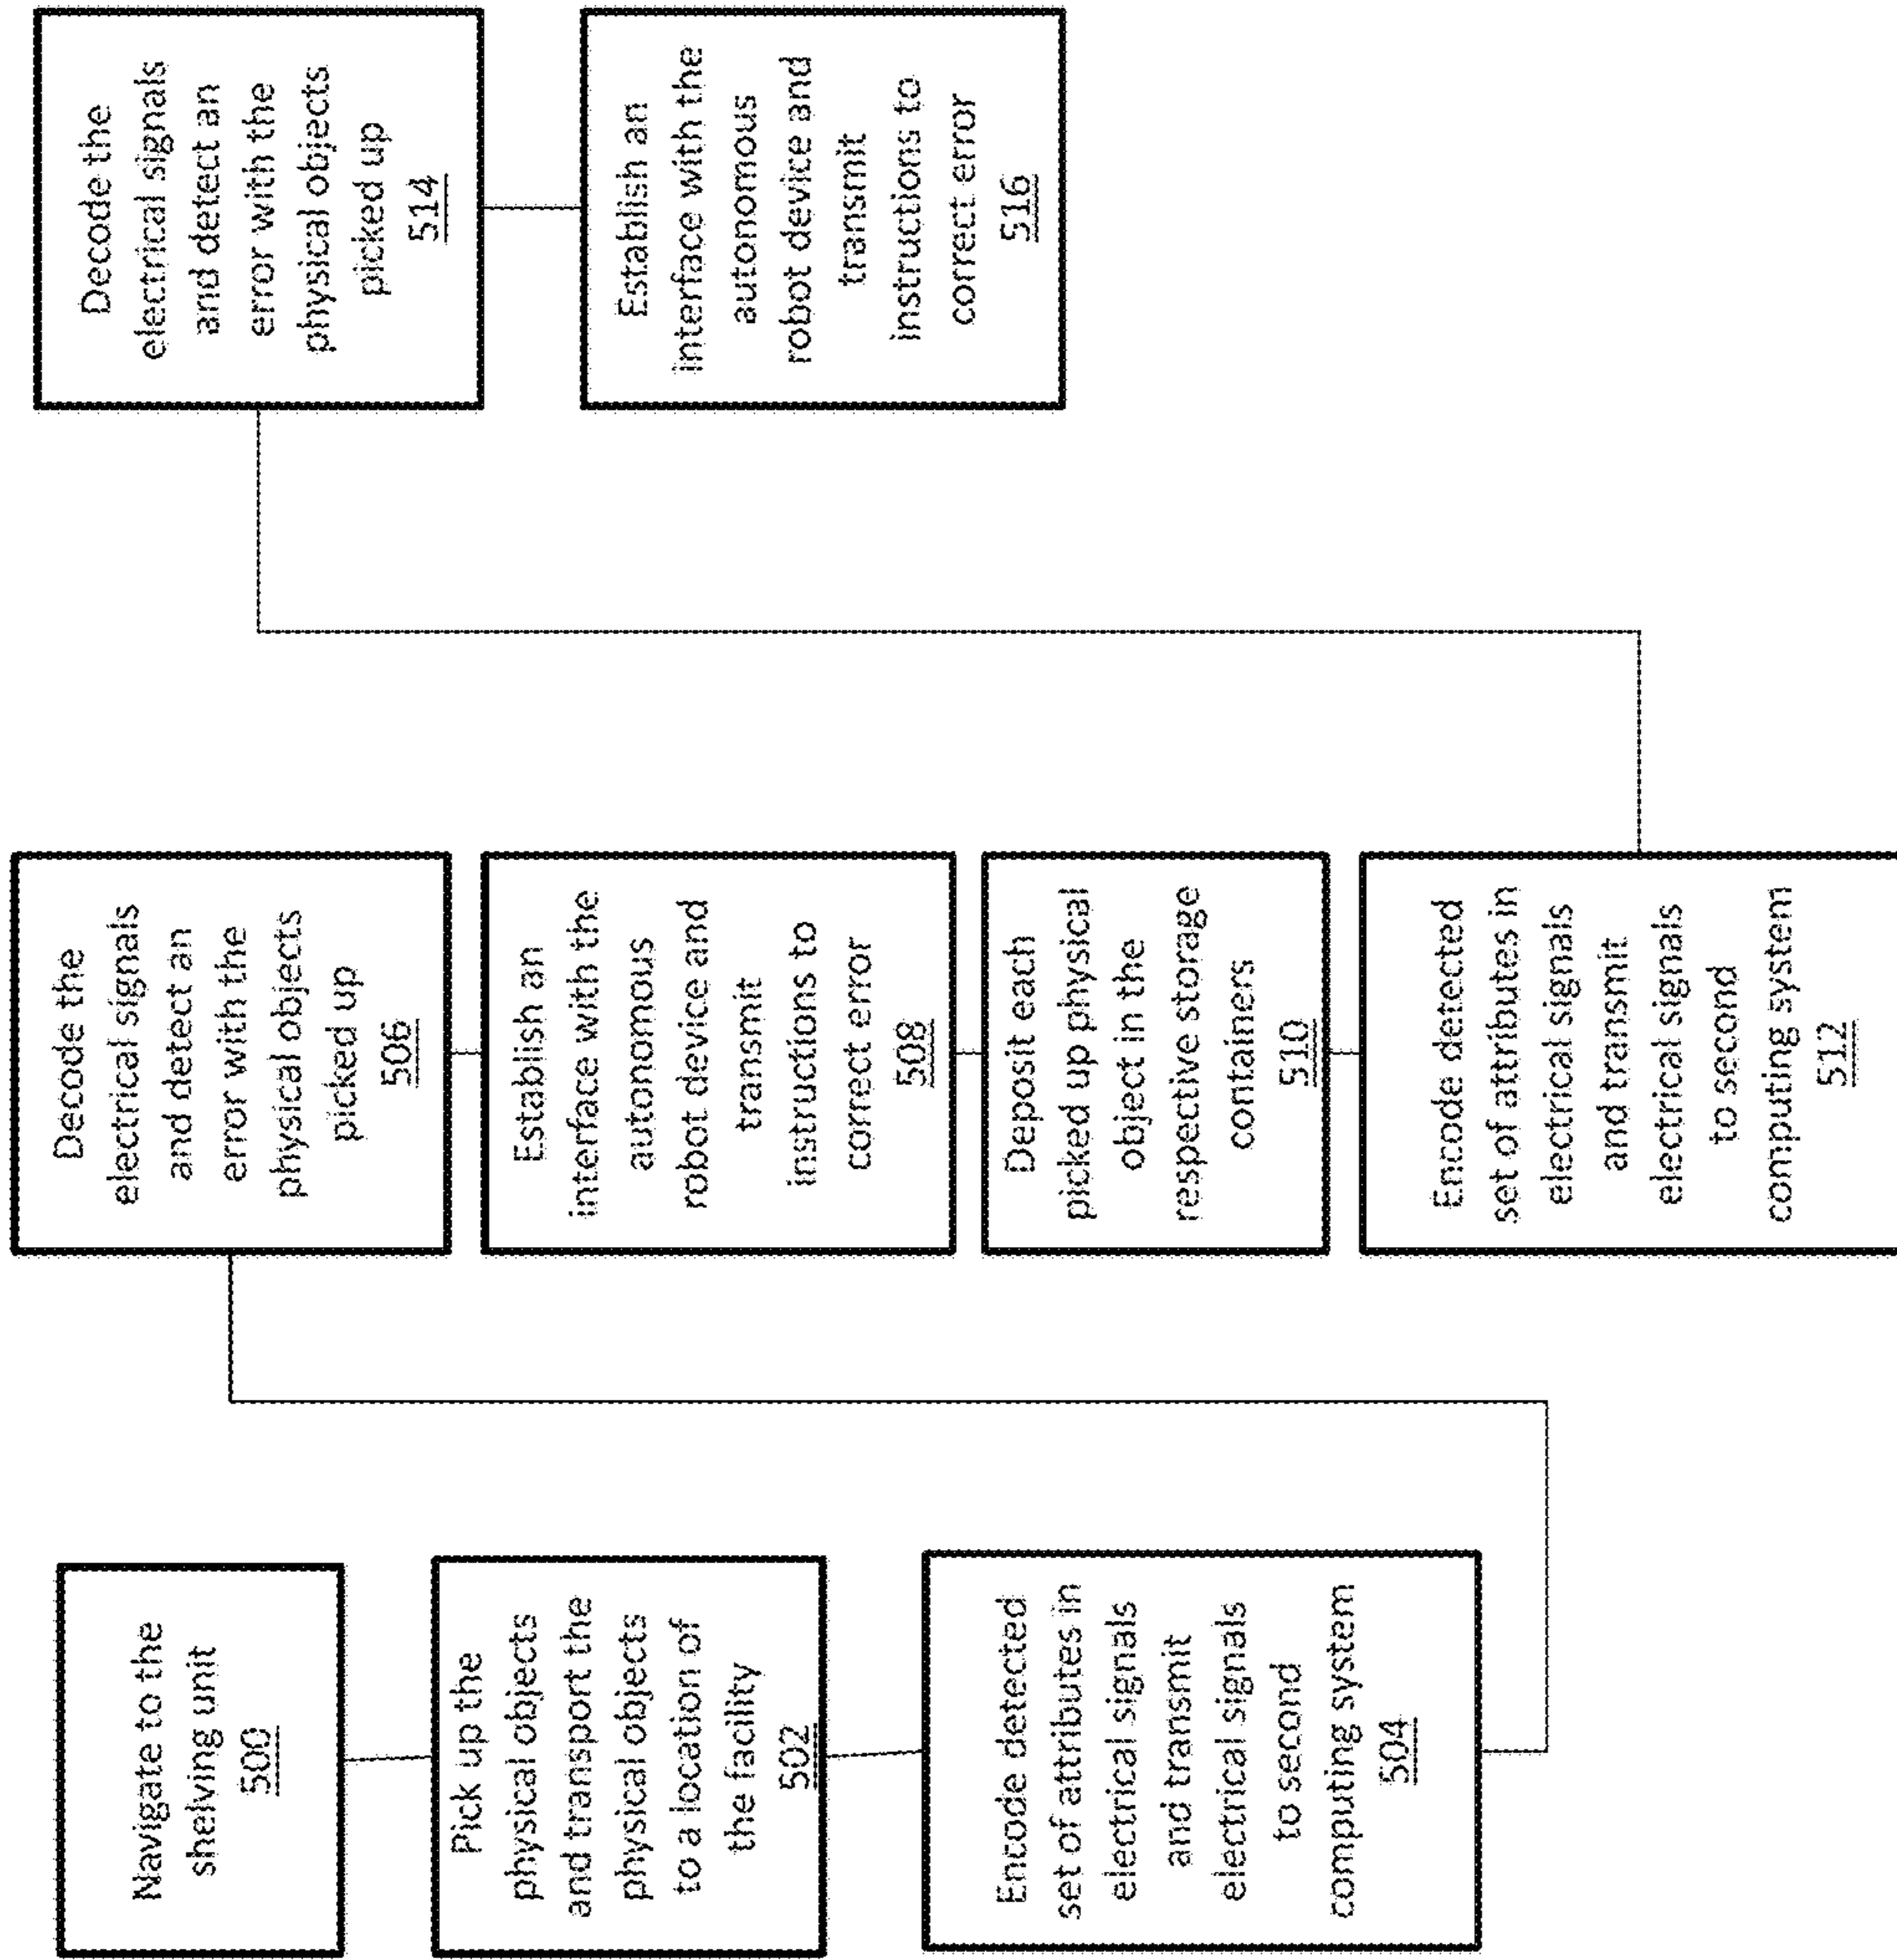 Navigate to the
shelving unit
500
Pick up the
physical objects
and transport the
physical objects
to a location of
the facility
502
Encode detected
set of attributes in
electrical signals
and transmit
electrical signals
to second
computing system
504
Decode the
electrical signals
and detect an
error with the
physical objects
picked up
506
Establish an
interface with the
autonomous
robot device and
transmit
instructions to
correct error
508
Deposit each
picked up physical
object in the
respective storage
containers
510
Encode detected
set of attributes in
electrical signals
and transmit
electrical signals
to second
computing system
512
Decode the
electrical signals
and detect an
error with the
physical objects
picked up
514
Establish an
interface with the
autonomous
robot device and
transmit
instructions to
correct error
516